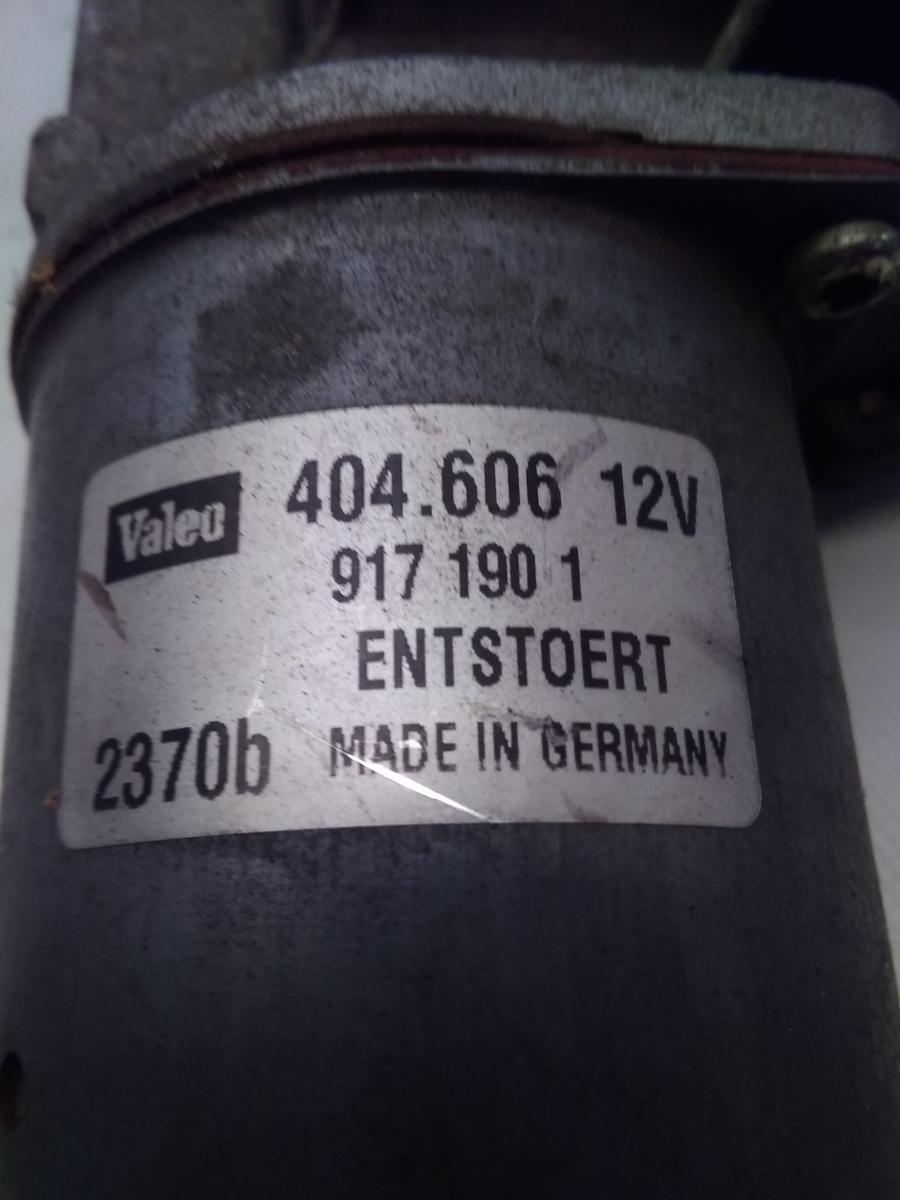 Valeo 404.606 12V
917 190 1
ENTSTOERT
2370b MADE IN GERMANY